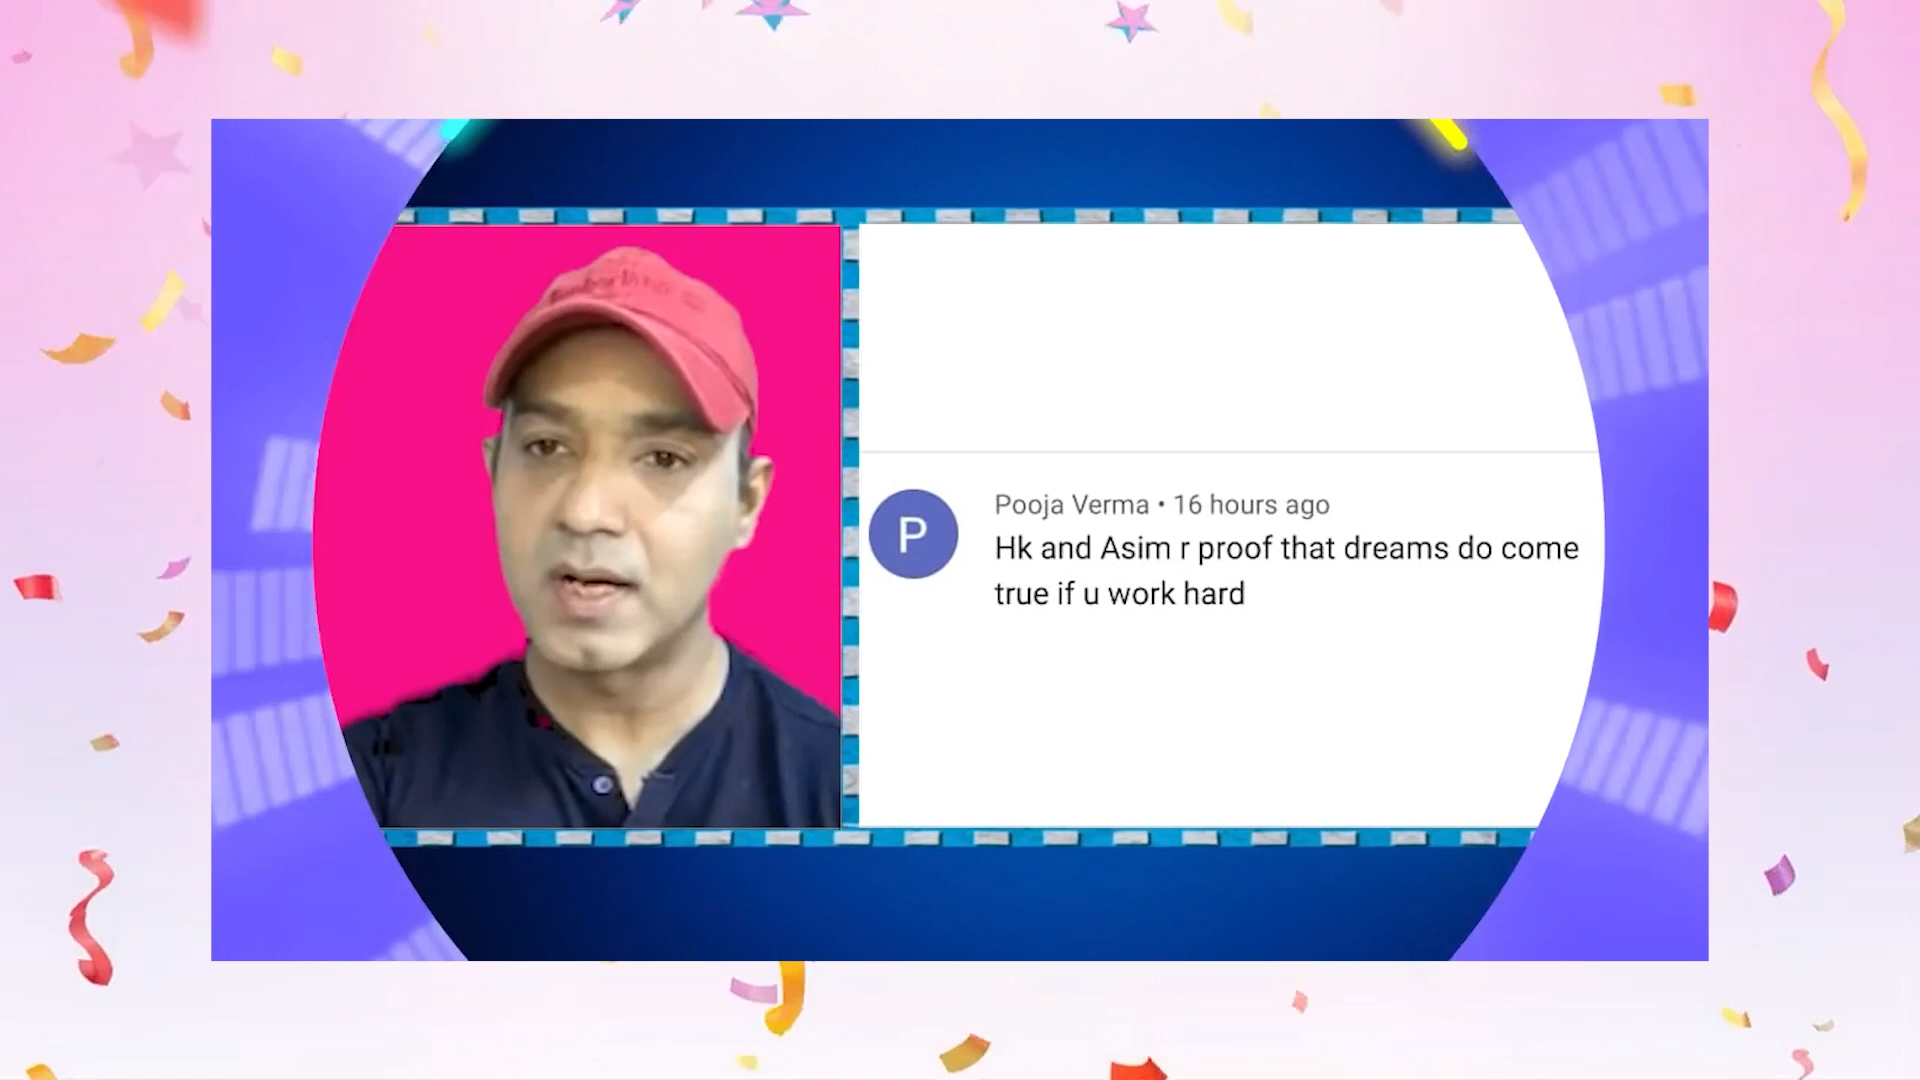 Pooja Verma • 16 hours ago
P
Hk and Asim r proof that dreams do come
true if u work hard